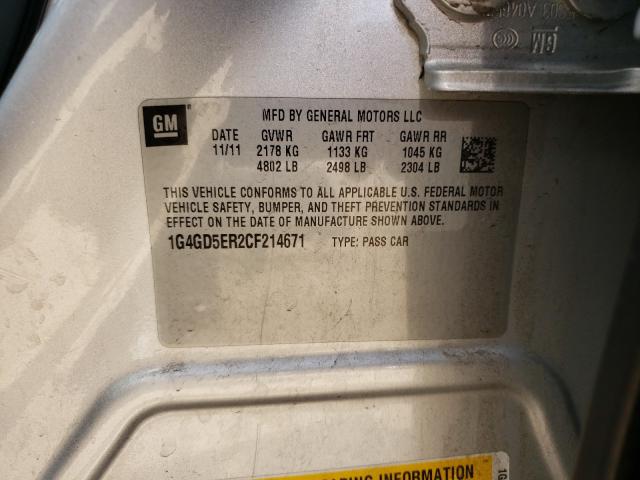 GM
GM
MFD BY GENERAL MOTORS LLC
DATE GVWR GAWR FRT GAWR RR
11/11 2178 KG 1133 KG 1045 KG
4802 LB 2498 LB 2304 LB
THIS VEHICLE CONFORMS TO ALL APPLICABLE U.S. FEDERAL MOTOR
VEHICLE SAFETY, BUMPER, AND THEFT PREVENTION STANDARDS IN
EFFECT ON THE DATE OF MANUFACTURE SHOWN ABOVE.
1G4GD5ER2CF214671 TYPE: PASS CAR
INFORMATION